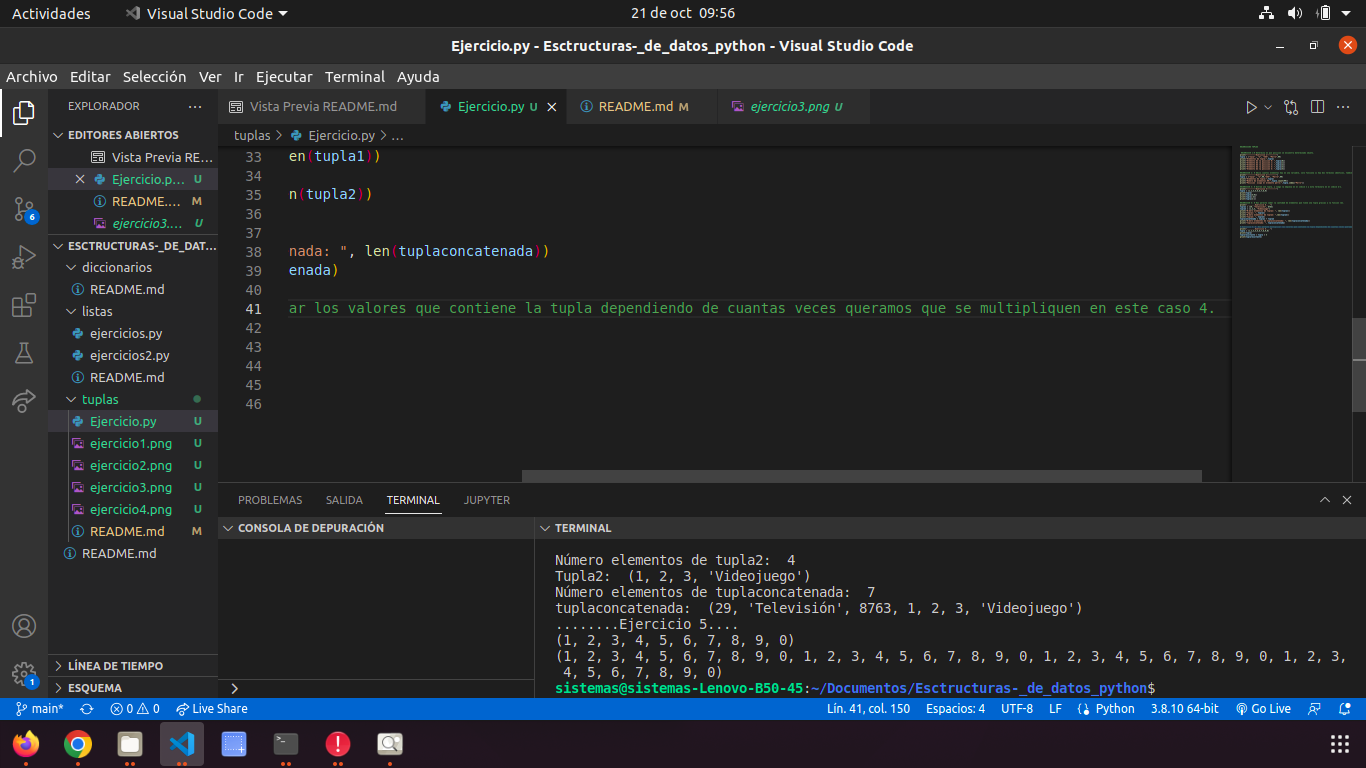 Actividades Visual Studio Code 21 de oct 09:56
Ejercicio.py - Esctructuras-_de_datos_python - Visual Studio Code
Archivo Editar Selección Ver Ir Ejecutar Terminal Ayuda
EXPLORADOR ...
EDITORES ABIERTOS
Vista Previa RE...
Ejercicio.p... U
README.... M
ejercicio3.... U
ESCTRUCTURAS-_DE_DAT...
diccionarios
README.md
listas
ejercicios.py
ejercicios2.py
README.md
tuplas
Ejercicio.py U
ejercicio1.png U
ejercicio2.png U
ejercicio3.png U
ejercicio4.png U
README.md M
README.md
LÍNEA DE TIEMPO
ESQUEMA
6
1
Vista Previa README.md Ejercicio.py U README.md M ejercicio3.png U
tuplas > Ejercicio.py > ...
33 en(tupla1))
34
35 n(tupla2))
36
37
38 nada: ", len(tuplaconcatenada))
39 enada)
40
41 ar los valores que contiene la tupla dependiendo de cuantas veces queramos que se multipliquen en este caso 4.
42
43
44
45
46
PROBLEMAS SALIDA TERMINAL JUPYTER
CONSOLA DE DEPURACIÓN
TERMINAL
Número elementos de tupla2:  4
Tupla2:  (1, 2, 3, 'Videojuego')
Número elementos de tuplaconcatenada:  7
tuplaconcatenada:  (29, 'Televisión', 8763, 1, 2, 3, 'Videojuego')
........Ejercicio 5....
(1, 2, 3, 4, 5, 6, 7, 8, 9, 0)
(1, 2, 3, 4, 5, 6, 7, 8, 9, 0, 1, 2, 3, 4, 5, 6, 7, 8, 9, 0, 1, 2, 3, 4, 5, 6, 7, 8, 9, 0, 1, 2, 3,
4, 5, 6, 7, 8, 9, 0)
sistemas@sistemas-Lenovo-B50-45:~/Documentos/Esctructuras-_de_datos_python$
main* 0 0 Live Share Lín. 41, col. 150 Espacios: 4 UTF-8 LF Python 3.8.10 64-bit Go Live